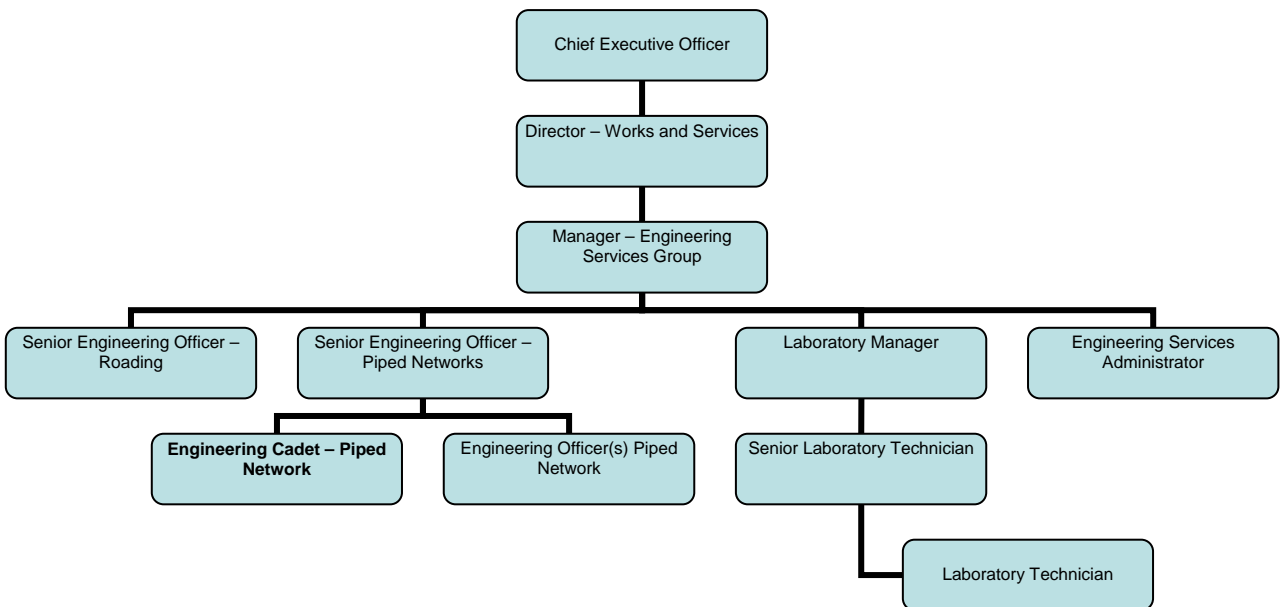 Chief Executive Officer
Director – Works and Services
Manager – Engineering
Services Group
Senior Engineering Officer –
Roading
Senior Engineering Officer –
Piped Networks
Laboratory Manager
Engineering Services
Administrator
Engineering Cadet – Piped
Network
Engineering Officer(s) Piped
Network
Senior Laboratory Technician
Laboratory Technician